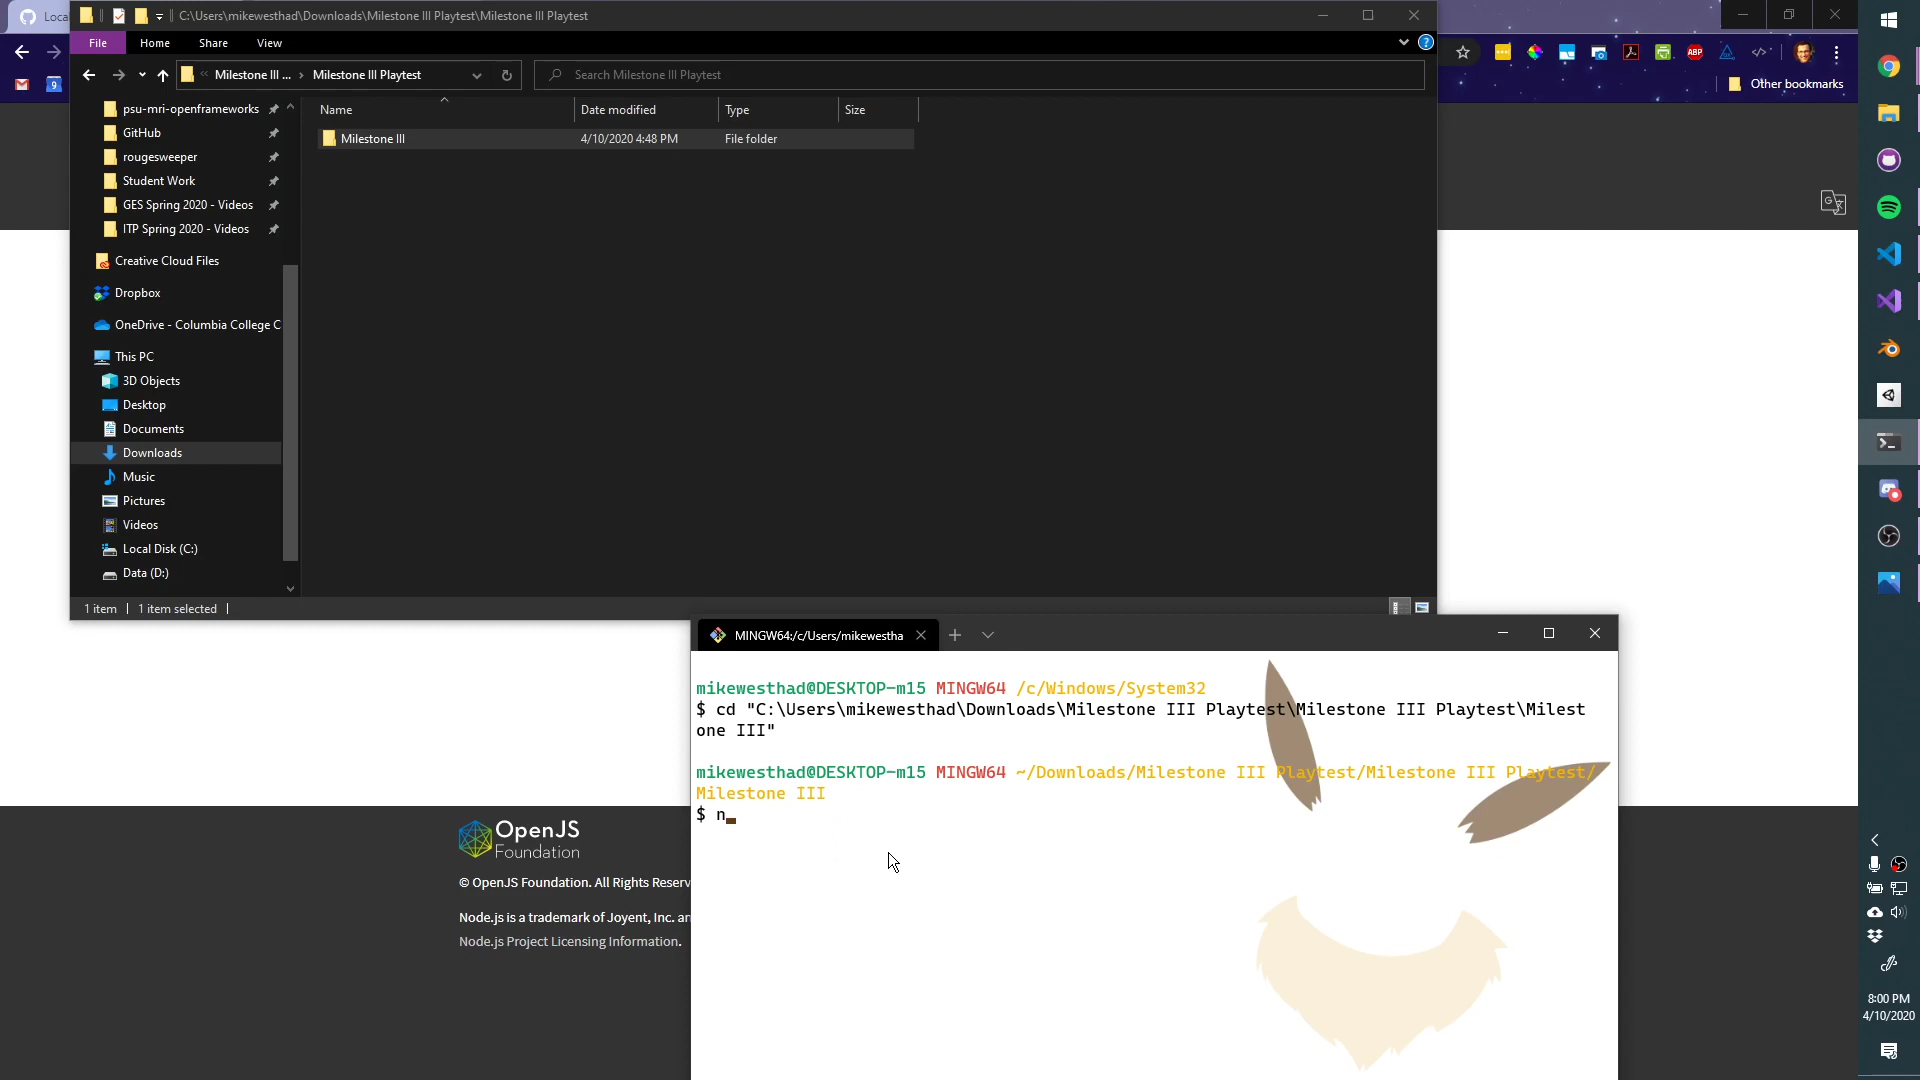 Loca
C:\Users\mikewesthad\Downloads\Milestone III Playtest\Milestone III Playtest
File Home Share View
Milestone III ... › Milestone III Playtest
Search Milestone III Playtest
Other bookmarks
Name Date modified Type Size
Milestone III 4/10/2020 4:48 PM File folder
psu-mri-openframeworks
GitHub
rougesweeper
Student Work
GES Spring 2020 - Videos
ITP Spring 2020 - Videos
Creative Cloud Files
Dropbox
OneDrive - Columbia College C
This PC
3D Objects
Desktop
Documents
Downloads
Music
Pictures
Videos
Local Disk (C:)
Data (D:)
1 item 1 item selected
MINGW64:/c/Users/mikewestha
mikewesthad@DESKTOP-m15 MINGW64 /c/Windows/System32
$ cd "C:\Users\mikewesthad\Downloads\Milestone III Playtest\Milestone III Playtest\Milest
one III"
mikewesthad@DESKTOP-m15 MINGW64 ~/Downloads/Milestone III Playtest/Milestone III Playtest/
Milestone III
$ n
OpenJS
Foundation
© OpenJS Foundation. All Rights Reserv
Node.js is a trademark of Joyent, Inc. an
Node.js Project Licensing Information.
ABP
8:00 PM
4/10/2020